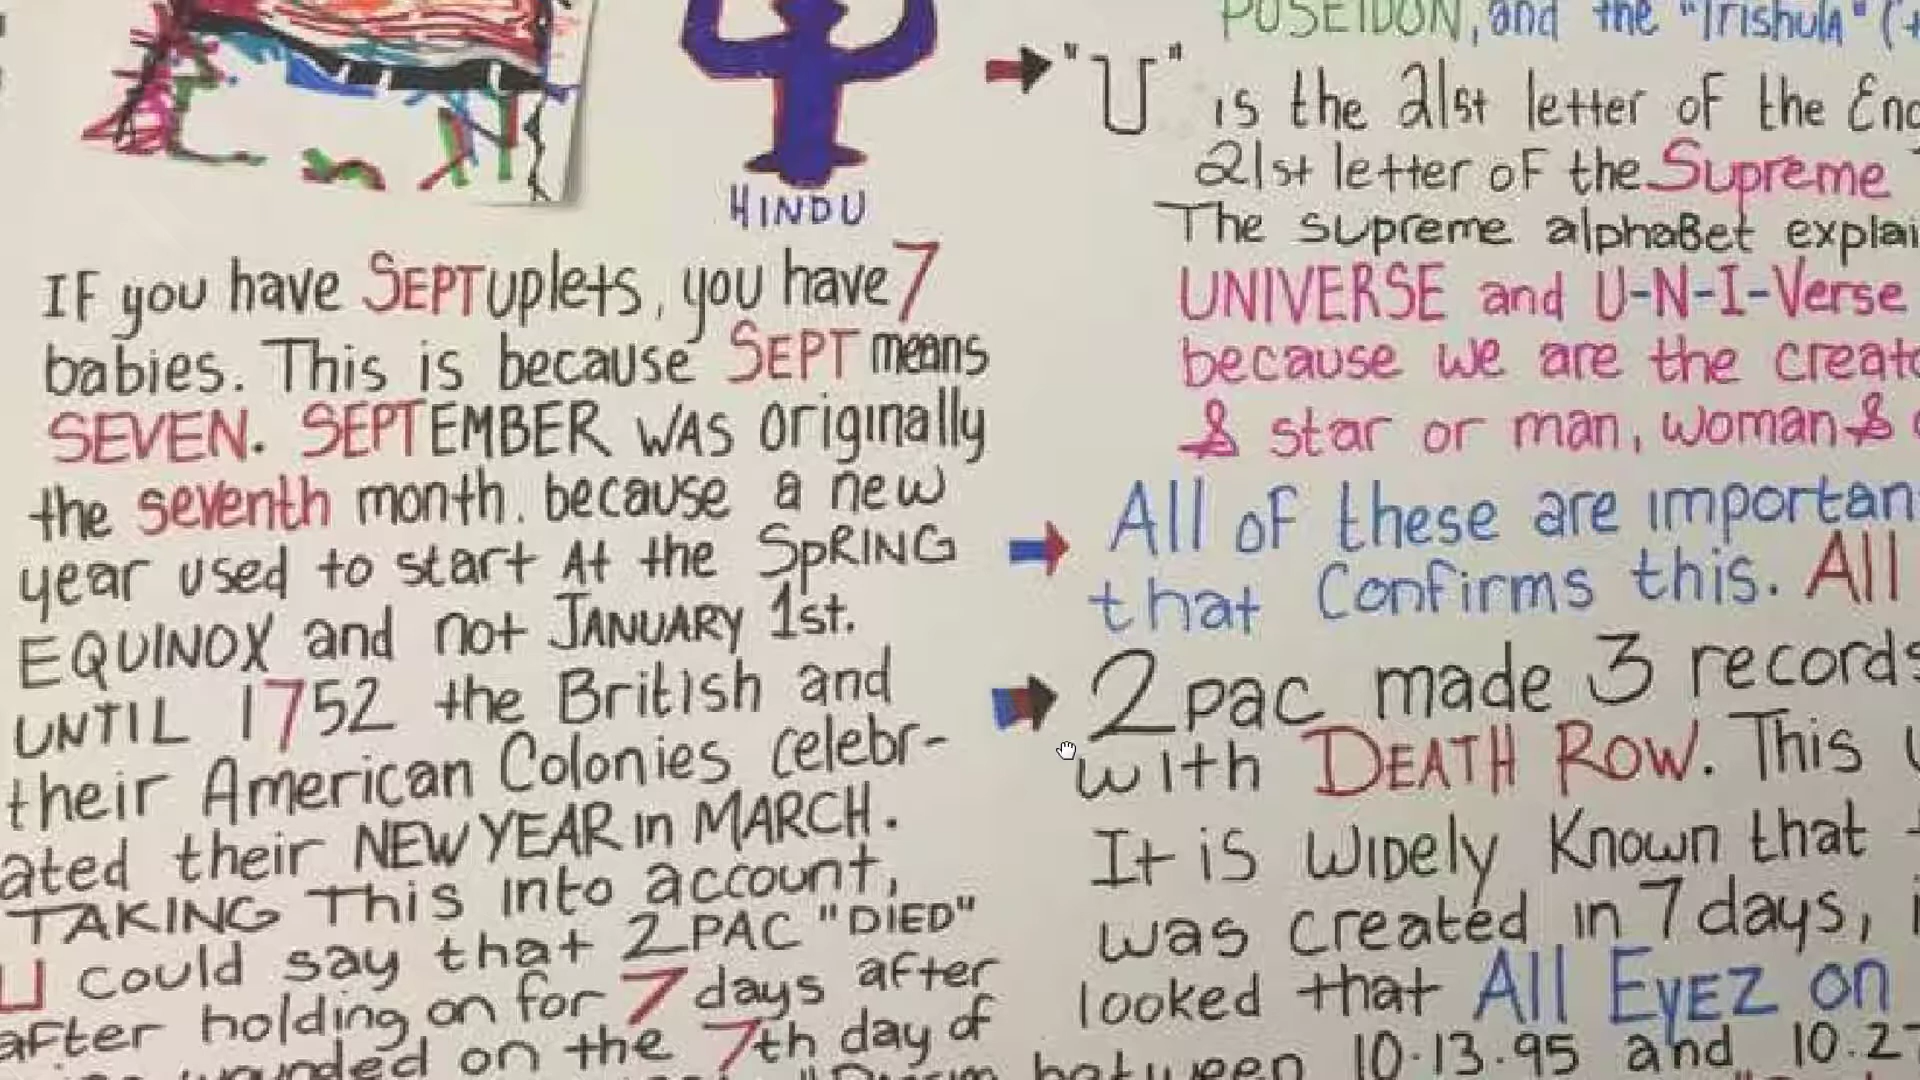 HINDU
IF you have SEPTuplets, you have 7
babies. This is because SEPT means
SEVEN. SEPTEMBER WAS originally
the seventh month. because a new
year used to start At the SpRING
EQUINOX and not JANUARY 1st.
UNTIL 1752 the British and
their American Colonies celebr-
ated their NEW YEAR in MARCH.
TAKING This into account,
U could say that 2PAC "DIED"
after holding on for 7 days after
wounded on the 7th day of
POSEIDON, and the "Trishula"
"U" is the 21st letter of the
21st letter of the Supreme
The supreme alphaBet
UNIVERSE and U-N-I-Verse
because we are the
& star or man, woman &
All of these are
that Confirms this. All
2pac made 3 records
with DEATH ROW. This
It is WIDely Known that
was created in 7 days,
looked that All EyEZ on
between 10.13.95 and